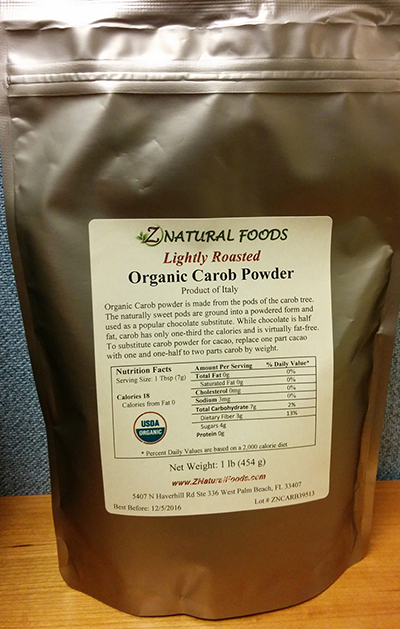 Z NATURAL FOODS
Lightly Roasted
Organic Carob Powder
Product of Italy
Organic Carob powder is made from the pods of the carob tree.
The naturally sweet pods are ground into a powdered form and
used as a popular chocolate substitute. While chocolate is half
fat, carob has only one-third the calories and is virtually fat-free.
To substitute carob powder for cacao, replace one part cacao
with one and one-half to two parts carob by weight.
Nutrition Facts
Serving Size: 1 Tbsp (7g)
Calories 18
Calories from Fat 0
USDA
ORGANIC
Amount Per Serving % Daily Value*
Total Fat 0g 0%
Saturated Fat 0g 0%
Cholesterol 0mg 0%
Sodium 3mg 0%
Total Carbohydrate 7g 2%
Dietary Fiber 3g 13%
Sugars 4g
Protein 0g
* Percent Daily Values are based on a 2,000 calorie diet
Net Weight: 1 lb (454 g)
www.ZNaturalFoods.com
5407 N Haverhill Rd Ste 336 West Palm Beach, FL 33407
Best Before: 12/5/2016 Lot # ZNCARB39513